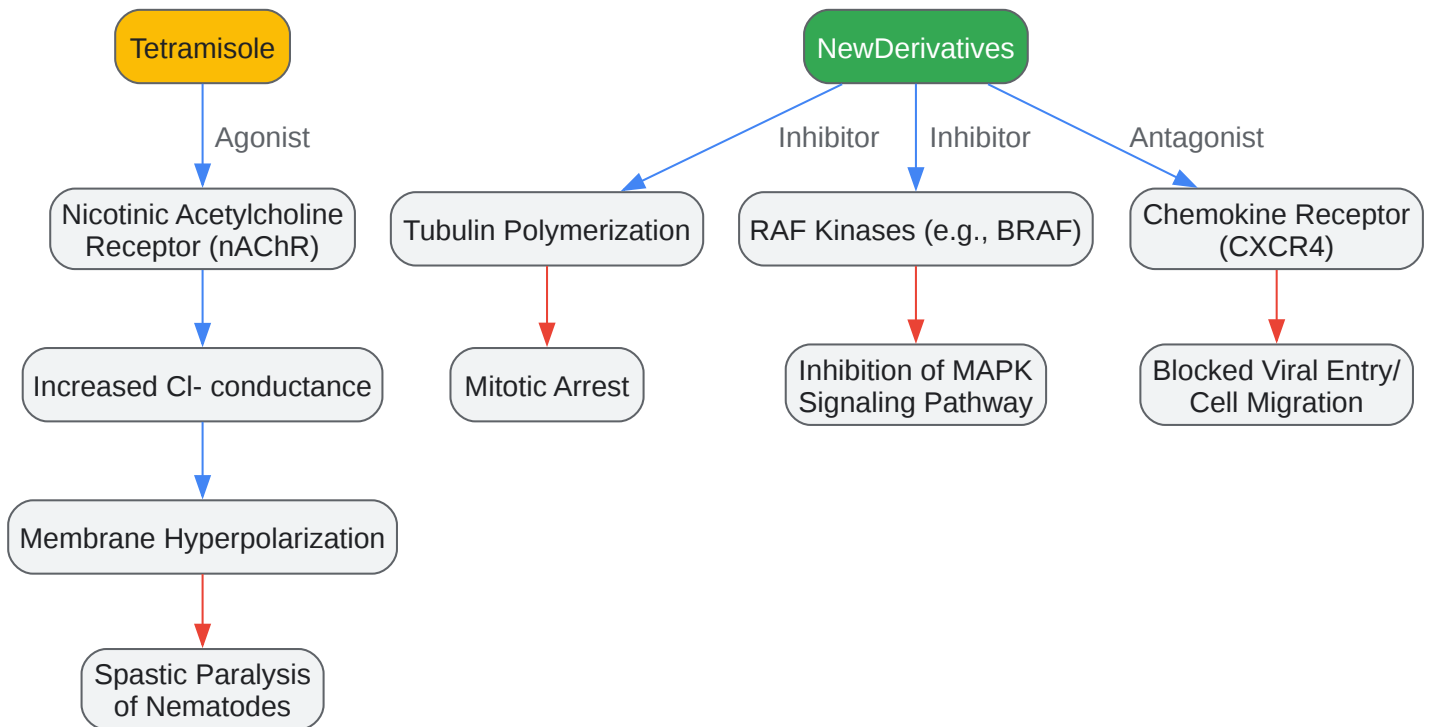 Tetramisole
NewDerivatives
Agonist
Inhibitor
Inhibitor
Antagonist
Nicotinic Acetylcholine
Receptor (nAChR)
Tubulin Polymerization
RAF Kinases (e.g., BRAF)
Chemokine Receptor
(CXCR4)
Increased Cl- conductance
Mitotic Arrest
Inhibition of MAPK
Signaling Pathway
Blocked Viral Entry/
Cell Migration
Membrane Hyperpolarization
Spastic Paralysis
of Nematodes